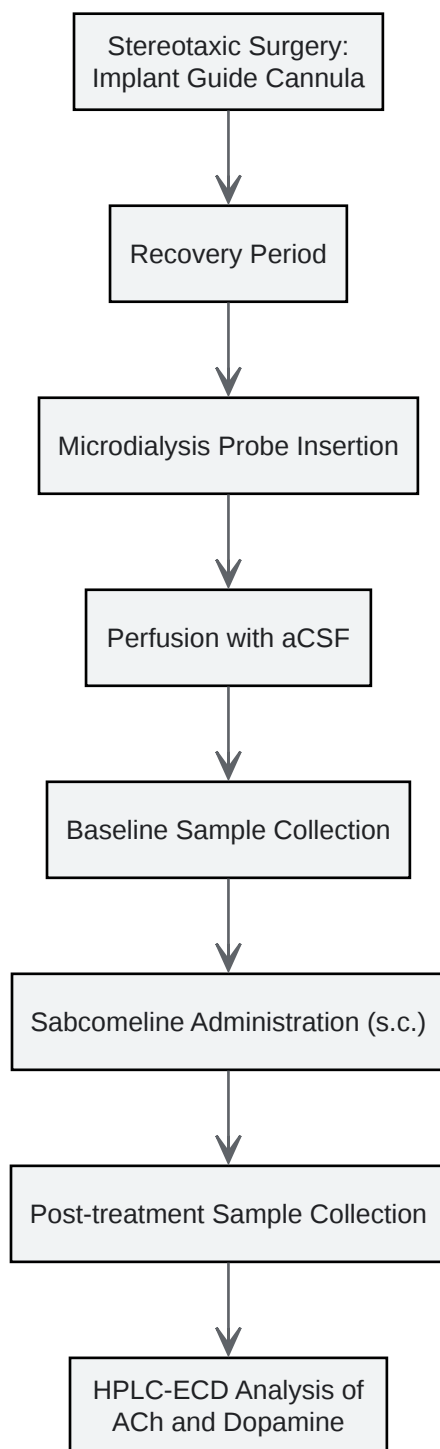 Stereotaxic Surgery:
Implant Guide Cannula
Recovery Period
Microdialysis Probe Insertion
Perfusion with aCSF
Baseline Sample Collection
Sabcomeline Administration (s.c.)
Post-treatment Sample Collection
HPLC-ECD Analysis of
ACh and Dopamine